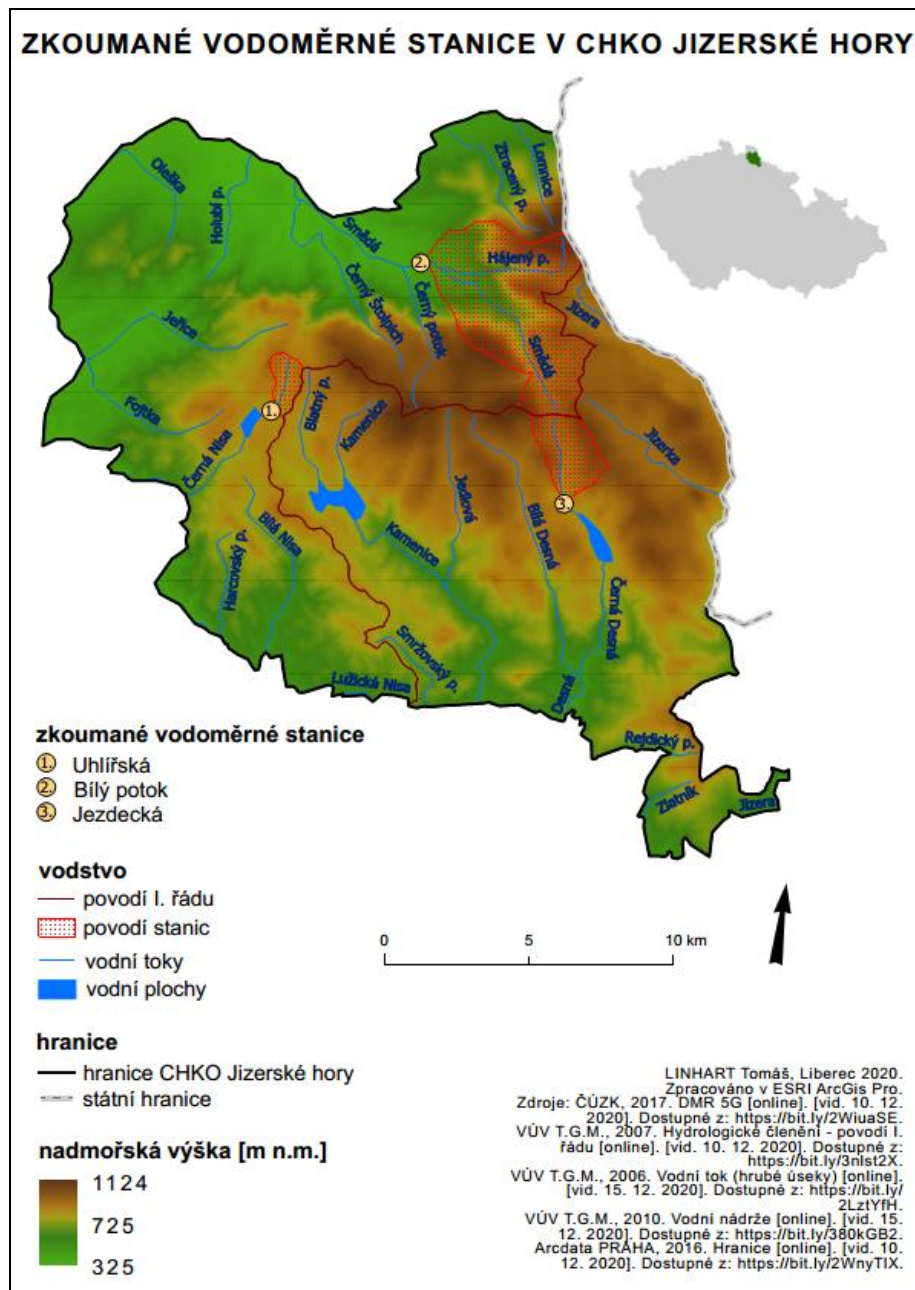 ZKOUMANÉ VODOMĚRNÉ STANICE V CHKO JIZERSKÉ HORY
Oleška
Holubí p.
Ztracený p.
Lomnice
Smědá
2.
Hájený p.
Černý Štolpich
Černý potok
Jizera
Smědá
Jeřice
Fojtka
1.
Blatný p.
Kamenice
Černá Nisa
Jizerka
Jedlová
Bílá Desná
3.
Bílá Nisa
Harcovský p.
Kamenice
Černá Desná
Smržovský p.
Lužická Nisa
Desná
Rejdický p.
Zlatník
Jizera
zkoumané vodoměrné stanice
1. Uhlířská
2. Bílý potok
3. Jezdecká
vodstvo
povodí I. řádu
povodí stanic
vodní toky
vodní plochy
0 5 10 km
hranice
hranice CHKO Jizerské hory
státní hranice
nadmořská výška [m n.m.]
1124
725
325
LINHART Tomáš, Liberec 2020.
Zpracováno v ESRI ArcGis Pro.
Zdroje: ČÚZK, 2017. DMR 5G [online]. [vid. 10. 12.
2020]. Dostupné z: https://bit.ly/2WiuaSE.
VÚV T.G.M., 2007. Hydrologické členění - povodí I.
řádu [online]. [vid. 10. 12. 2020]. Dostupné z:
https://bit.ly/3nlst2X.
VÚV T.G.M., 2006. Vodní tok (hrubé úseky) [online].
[vid. 15. 12. 2020]. Dostupné z: https://bit.ly/
2LztYfH.
VÚV T.G.M., 2010. Vodní nádrže [online]. [vid. 15.
12. 2020]. Dostupné z: https://bit.ly/380kGB2.
Arcdata PRAHA, 2016. Hranice [online]. [vid. 10.
12. 2020]. Dostupné z: https://bit.ly/2WnyTIX.